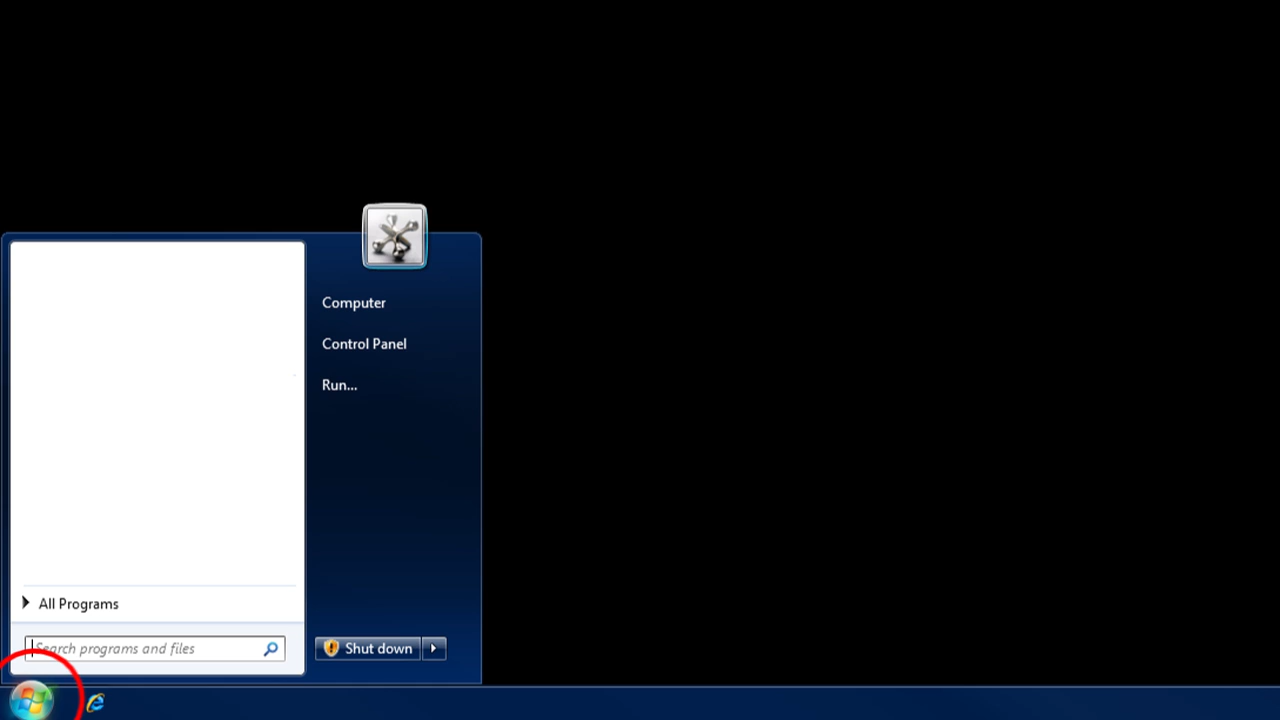 Computer
Control Panel
Run...
All Programs
Search programs and files
Shut down